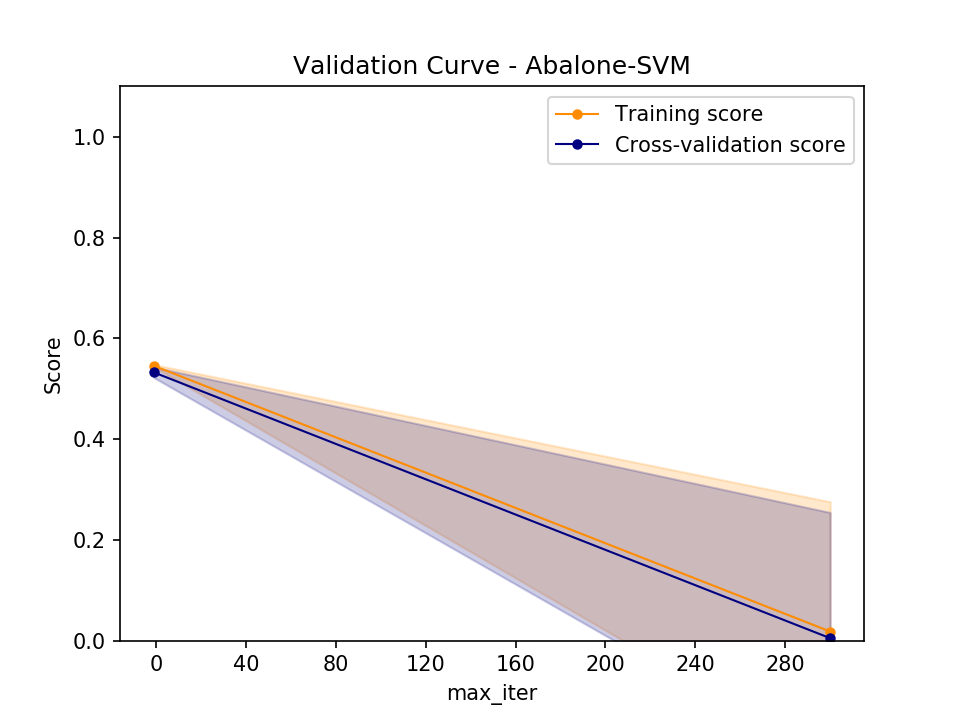 Validation Curve - Abalone-SVM
Training score
Cross-validation score
Score
1.0
0.8
0.6
0.4
0.2
0.0
0 40 80 120 160 200 240 280
max_iter